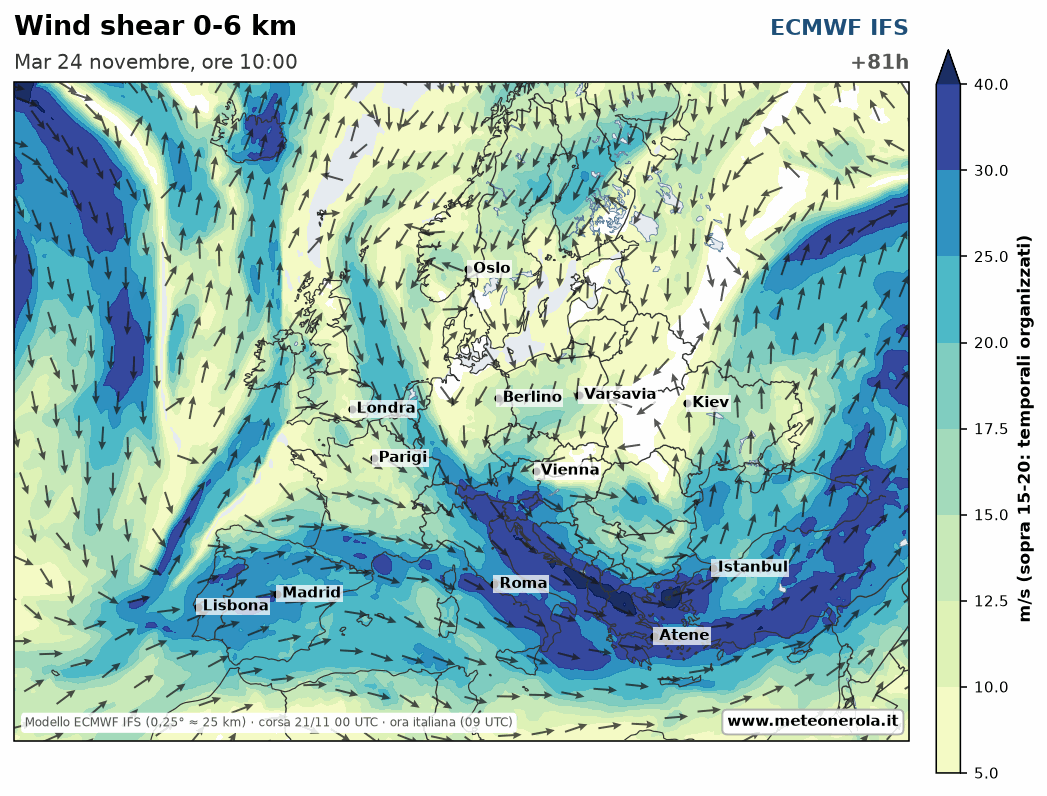 Wind shear 0-6 km
ECMWF IFS
Mar 24 novembre, ore 10:00
+81h
40.0
30.0
25.0
20.0
17.5
15.0
12.5
10.0
5.0
m/s (sopra 15-20: temporali organizzati)
Oslo
Londra
Berlino
Varsavia
Kiev
Parigi
Vienna
Istanbul
Roma
Madrid
Lisbona
Atene
Modello ECMWF IFS (0,25° ≈ 25 km) · corsa 21/11 00 UTC · ora italiana (09 UTC)
www.meteonerola.it